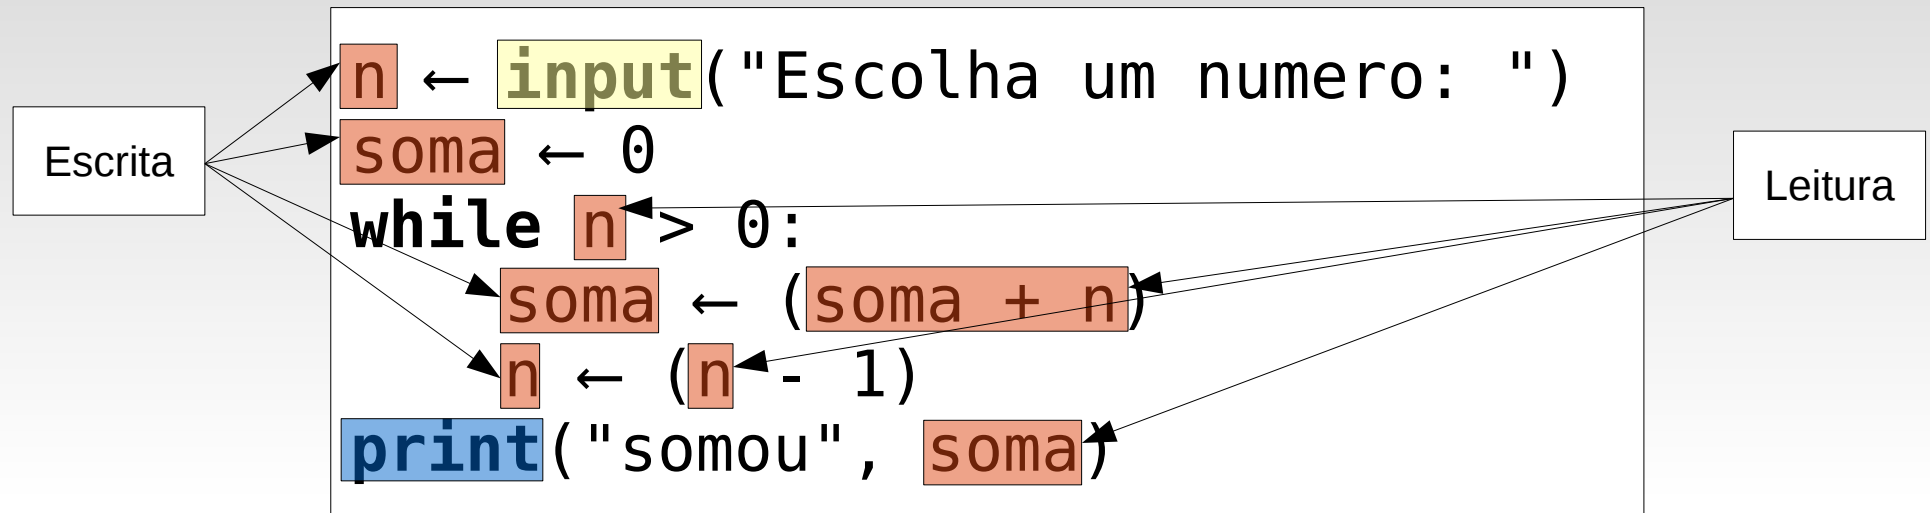 Escrita
n ← input("Escolha um numero: ")
soma ← 0
while n > 0:
soma ← (soma + n)
n ← (n - 1)
print("somou", soma)
Leitura